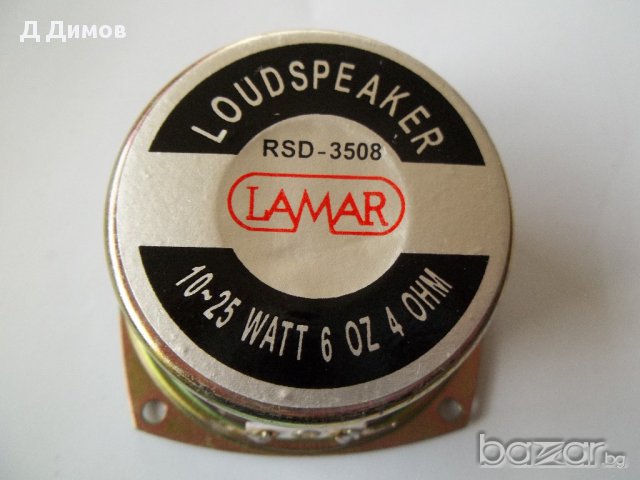 Д Димов
LOUDSPEAKER
RSD-3508
LAMAR
10~25 WATT 6 OZ 4 OHM
bazar.bg